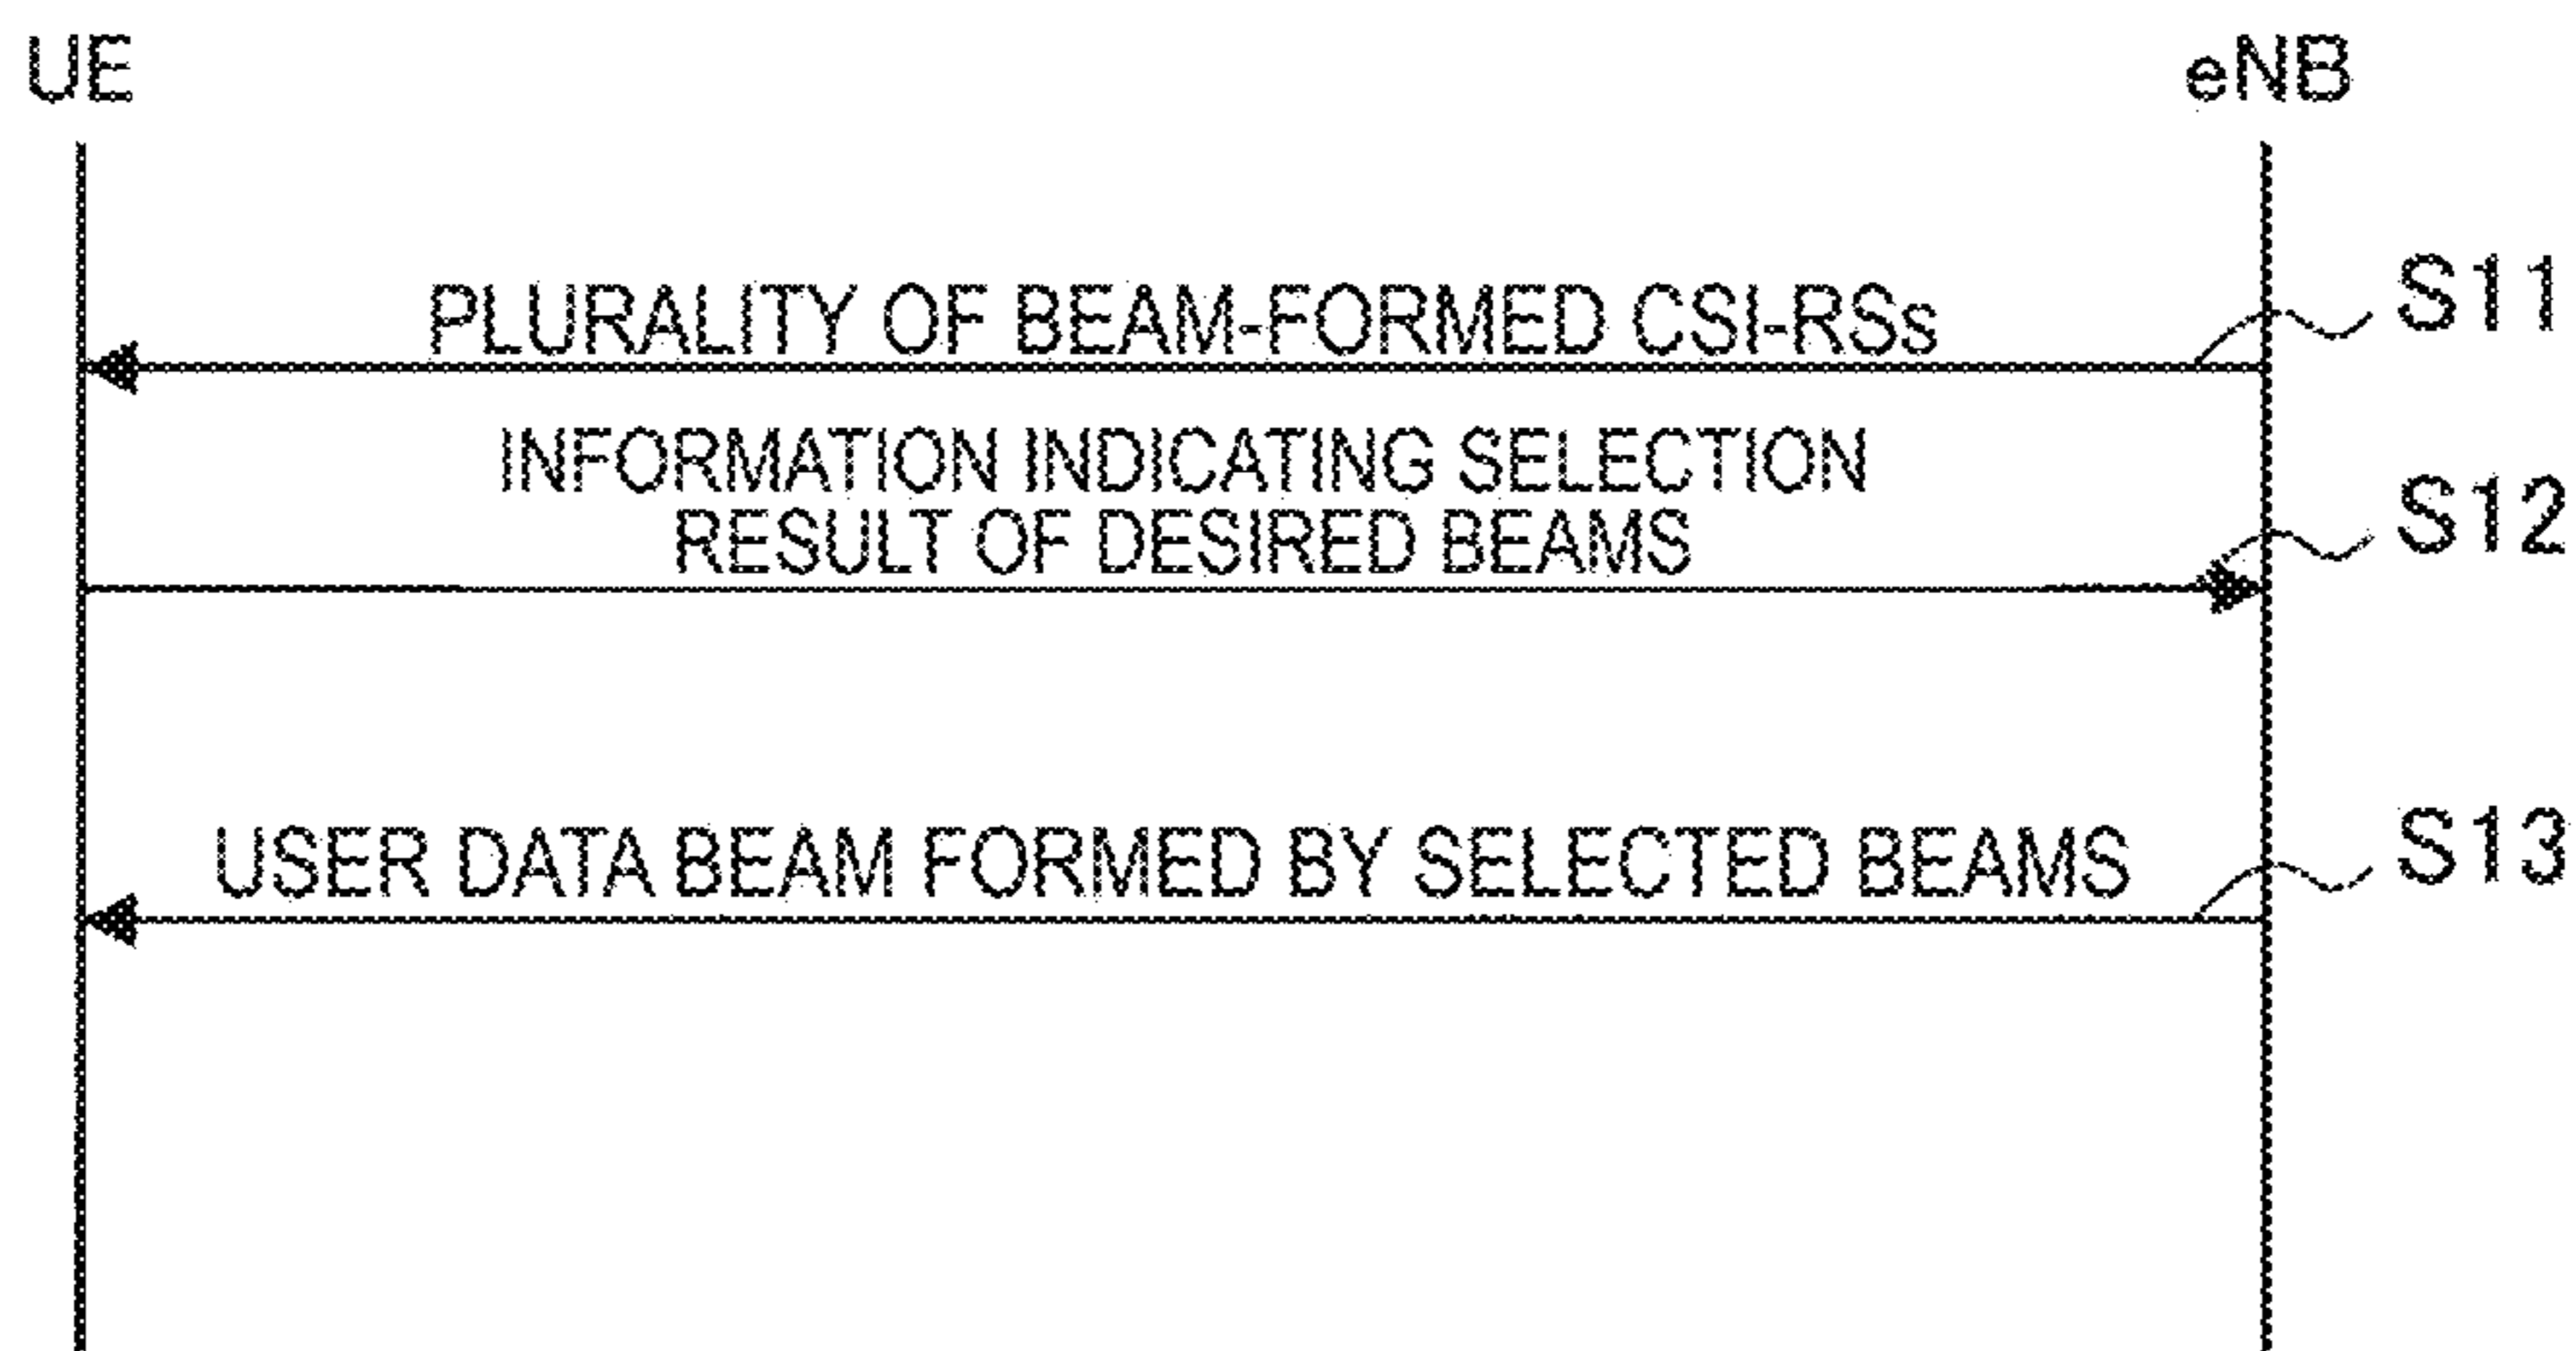 UE
eNB
PLURALITY OF BEAM-FORMED CSI-RSs
S11
INFORMATION INDICATING SELECTION
RESULT OF DESIRED BEAMS
S12
USER DATA BEAM FORMED BY SELECTED BEAMS
S13